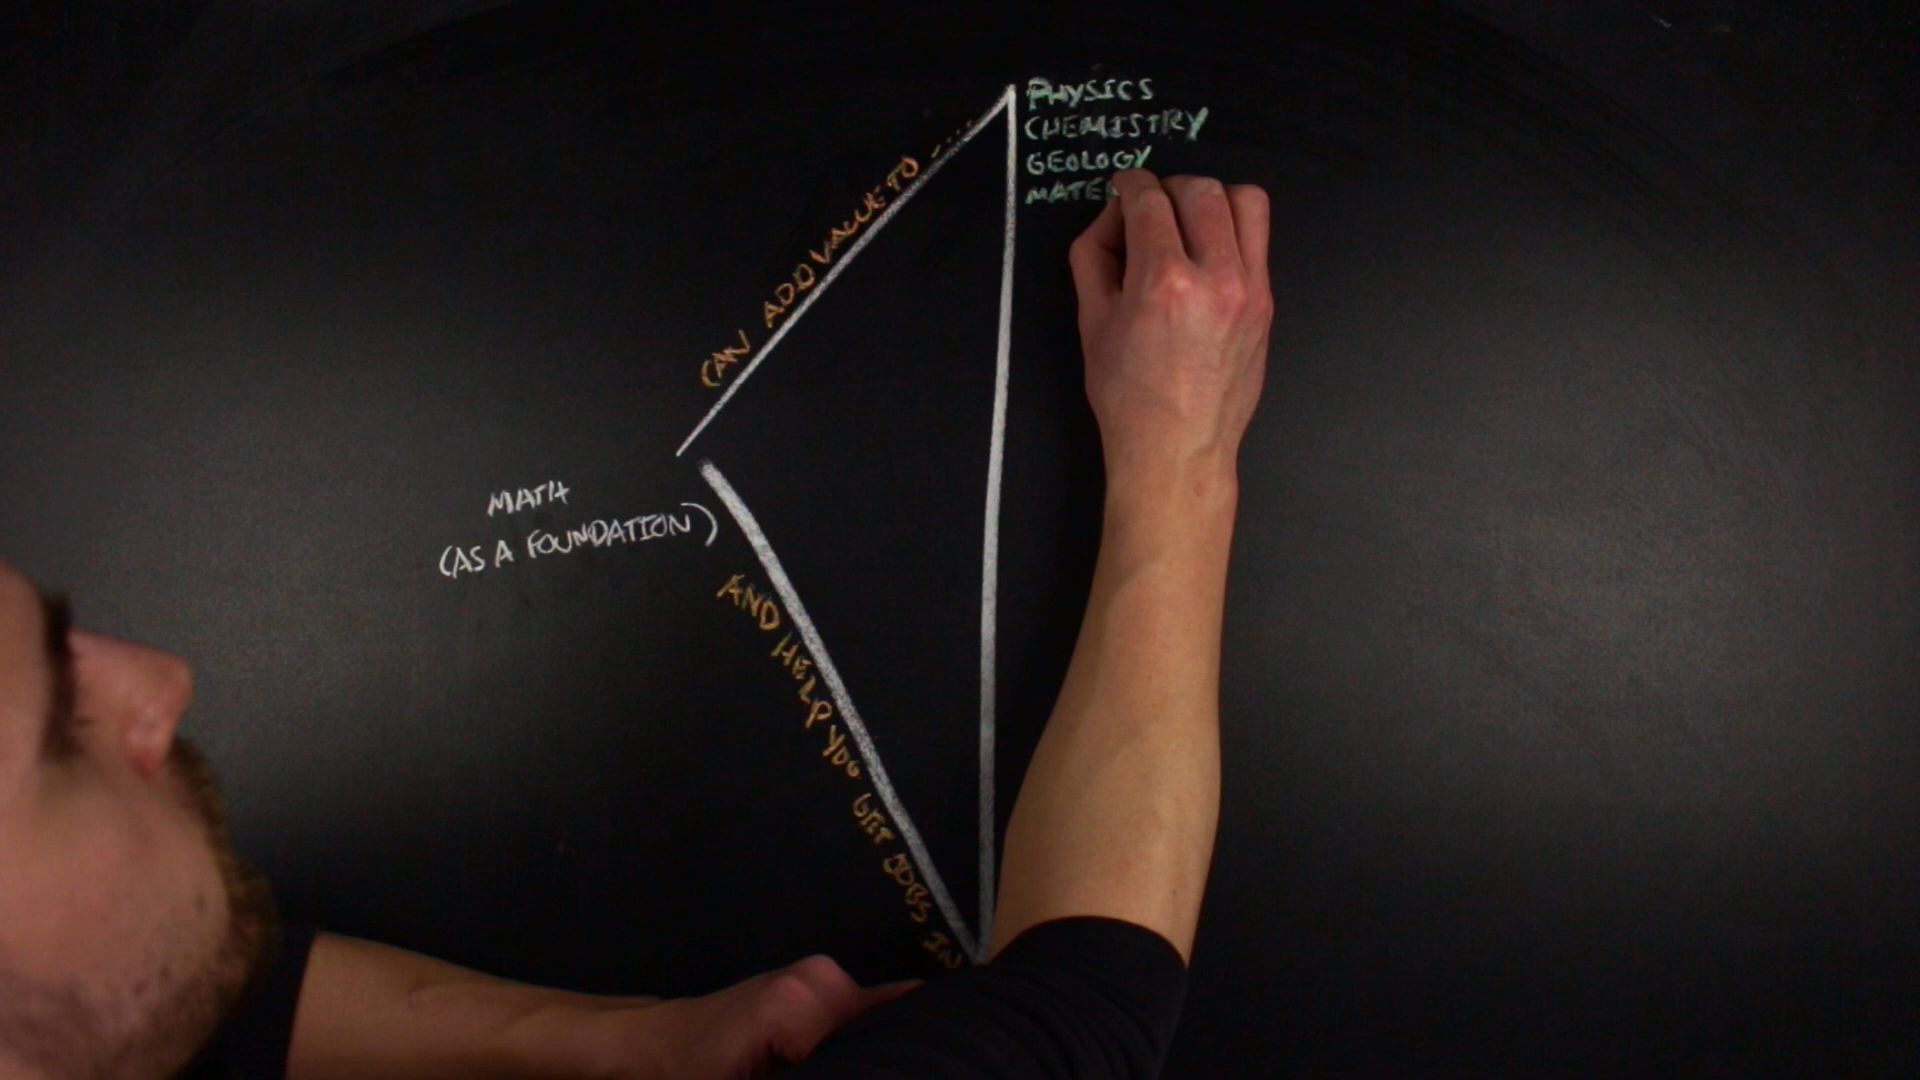 PHYSICS
CHEMISTRY
GEOLOGY
CAN ADD VALUE TO ....
MATH
(AS A FOUNDATION)
AND HELP YOU GET JOBS IN